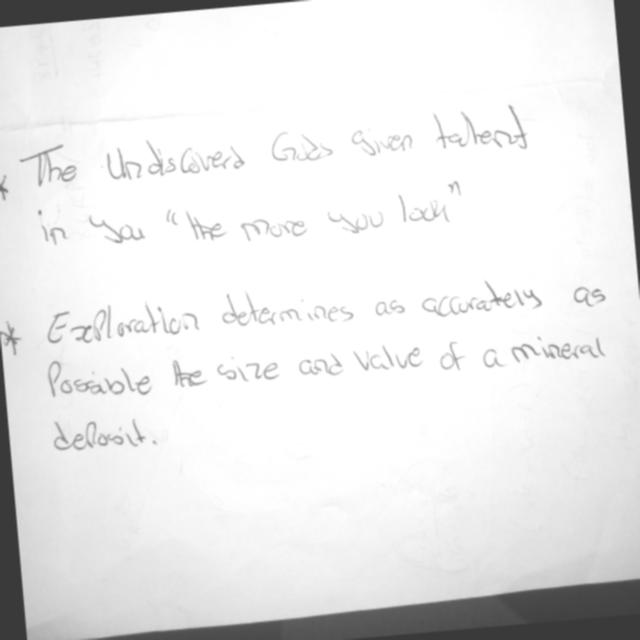 * The Undiscoverd Gods given talent
in you "the more you look"
* Exploration determines as accurately as
Possible the size and value of a mineral
deposit.